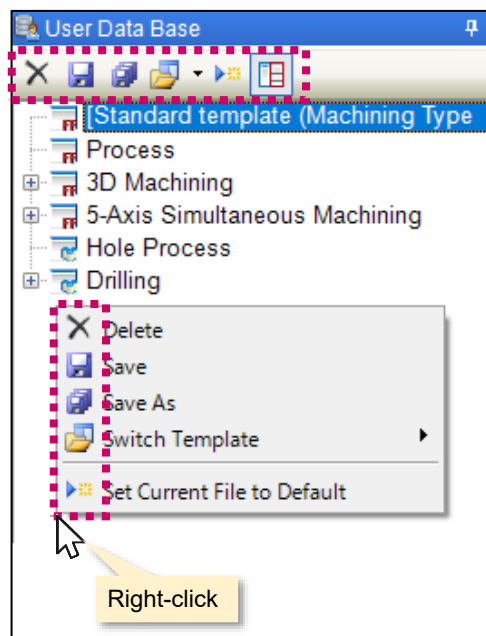 User Data Base
[Standard template (Machining Type
Process
3D Machining
5-Axis Simultaneous Machining
Hole Process
Drilling
Delete
Save
Save As
Switch Template
Set Current File to Default
Right-click